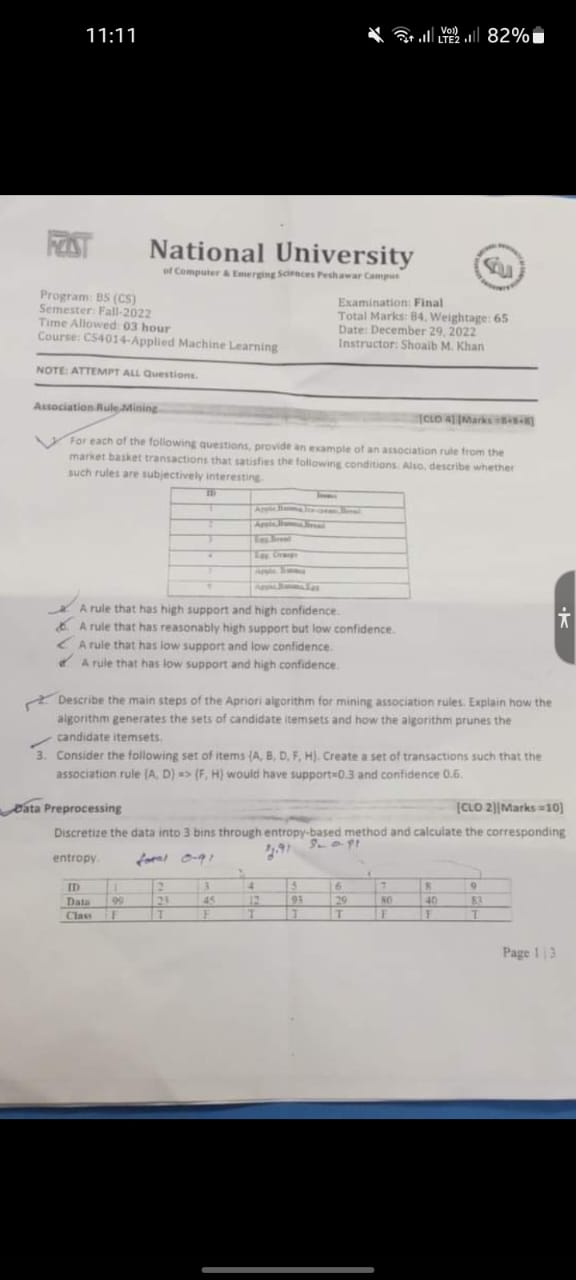 11:11
Vo))
LTE2
82%
FAST
National University
of Computer & Emerging Sciences Peshawar Campus
Program: BS (CS)
Semester: Fall-2022
Time Allowed: 03 hour
Course: CS4014-Applied Machine Learning
Examination: Final
Total Marks: 84, Weightage: 65
Date: December 29, 2022
Instructor: Shoaib M. Khan
NOTE: ATTEMPT ALL Questions.
Association Rule Mining
[CLO 4] [Marks =8+8+8]
1. For each of the following questions, provide an example of an association rule from the
market basket transactions that satisfies the following conditions. Also, describe whether
such rules are subjectively interesting.
ID Items
1 Apple, Banana, Ice-cream, Bread
2 Apple, Banana, Bread
3 Egg, Bread
4 Egg, Orange
Apple, Banana
Apple, Banana, Egg
a. A rule that has high support and high confidence.
b. A rule that has reasonably high support but low confidence.
c A rule that has low support and low confidence.
d A rule that has low support and high confidence.
2. Describe the main steps of the Apriori algorithm for mining association rules. Explain how the
algorithm generates the sets of candidate itemsets and how the algorithm prunes the
candidate itemsets.
3. Consider the following set of items {A, B, D, F, H}. Create a set of transactions such that the
association rule {A, D} => {F, H} would have support=0.3 and confidence 0.6.
Data Preprocessing
[CLO 2][Marks =10]
Discretize the data into 3 bins through entropy-based method and calculate the corresponding
entropy.
0.91
ID 1 2 3 4 5 6 7 8 9
Data 99 23 45 12 93 29 80 40 83
Class F T F T T T F F T
Page 1 | 3